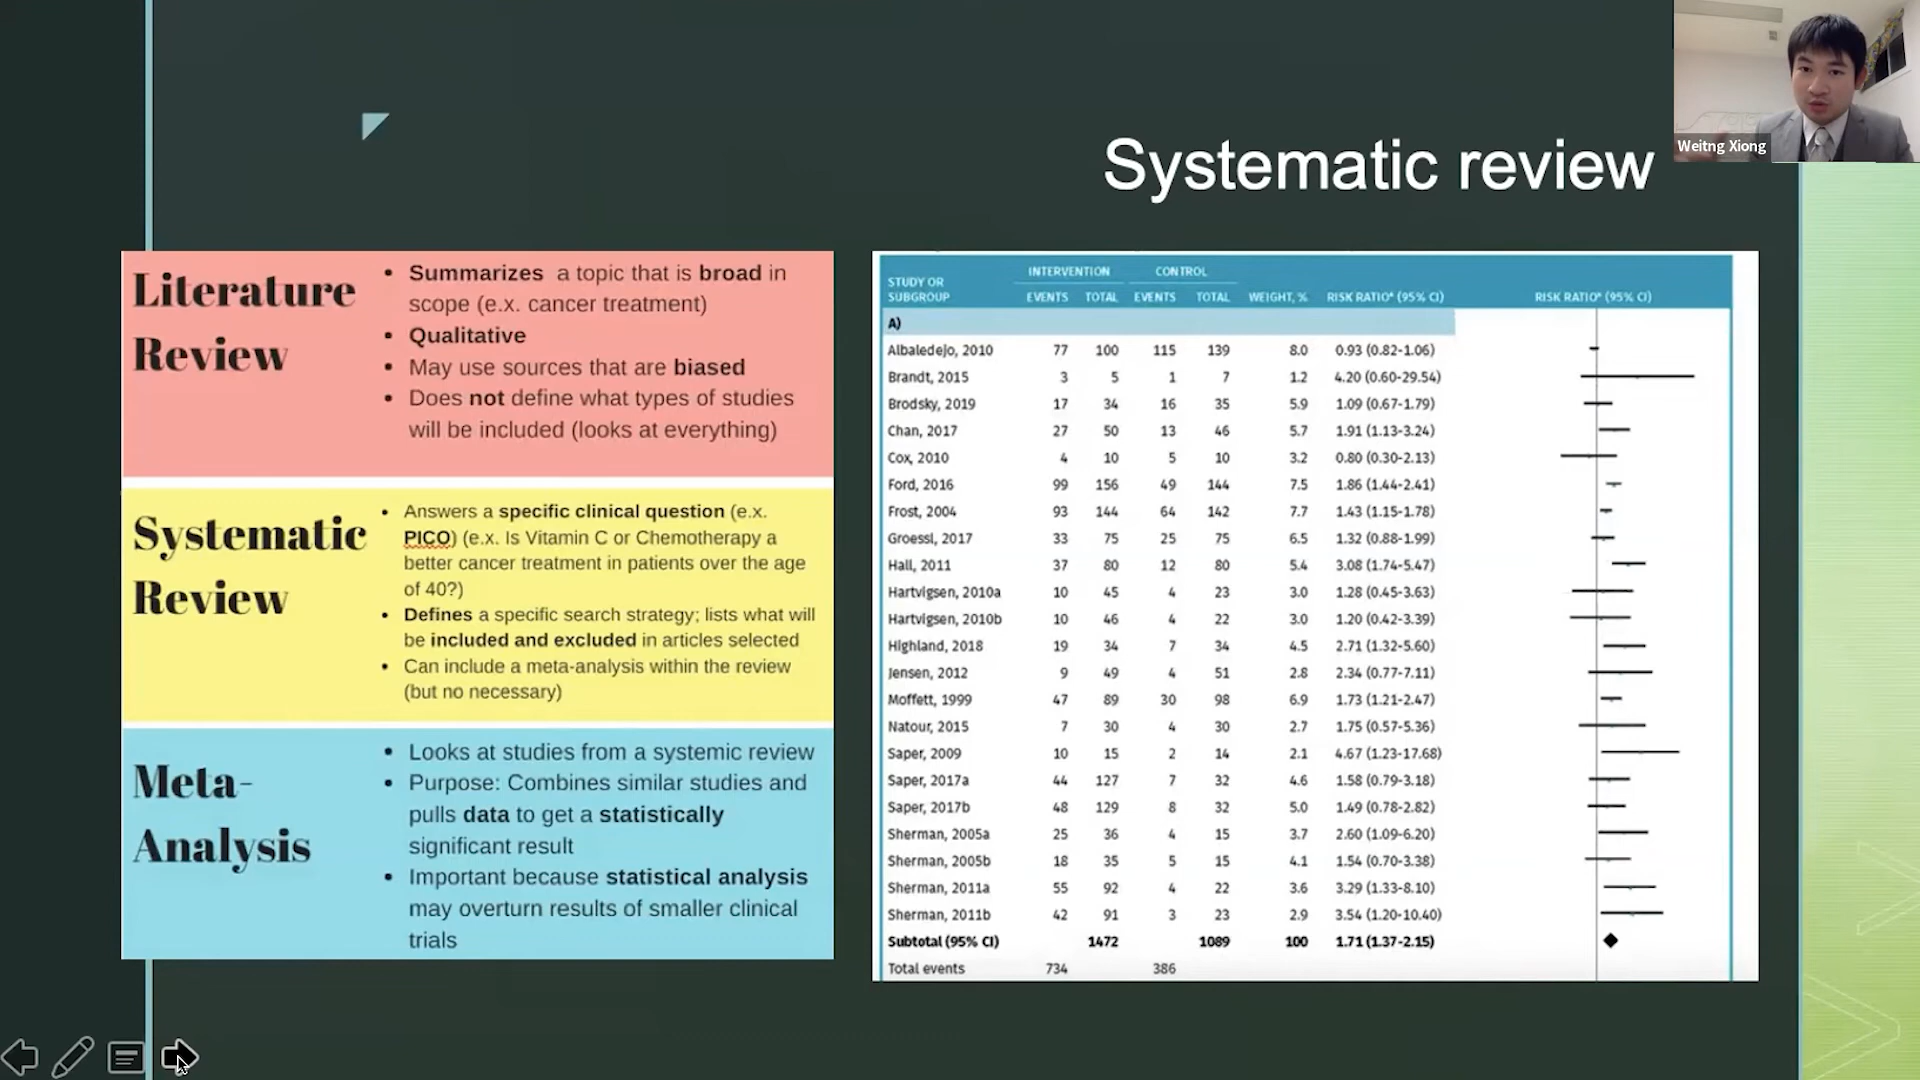 Weitng Xiong
Systematic review
Literature
Review
• Summarizes a topic that is broad in
scope (e.x. cancer treatment)
• Qualitative
• May use sources that are biased
• Does not define what types of studies
will be included (looks at everything)
Systematic
Review
• Answers a specific clinical question (e.x.
PICO) (e.x. Is Vitamin C or Chemotherapy a
better cancer treatment in patients over the age
of 40?)
• Defines a specific search strategy; lists what will
be included and excluded in articles selected
• Can include a meta-analysis within the review
(but no necessary)
Meta-
Analysis
• Looks at studies from a systemic review
• Purpose: Combines similar studies and
pulls data to get a statistically
significant result
• Important because statistical analysis
may overturn results of smaller clinical
trials
INTERVENTION CONTROL
STUDY OR
SUBGROUP EVENTS TOTAL EVENTS TOTAL WEIGHT, % RISK RATIO* (95% CI) RISK RATIO* (95% CI)
A)
Albaledejo, 2010 77 100 115 139 8.0 0.93 (0.82-1.06)
Brandt, 2015 3 5 1 7 1.2 4.20 (0.60-29.54)
Brodsky, 2019 17 34 16 35 5.9 1.09 (0.67-1.79)
Chan, 2017 27 50 13 46 5.7 1.91 (1.13-3.24)
Cox, 2010 4 10 5 10 3.2 0.80 (0.30-2.13)
Ford, 2016 99 156 49 144 7.5 1.86 (1.44-2.41)
Frost, 2004 93 144 64 142 7.7 1.43 (1.15-1.78)
Groessl, 2017 33 75 25 75 6.5 1.32 (0.88-1.99)
Hall, 2011 37 80 12 80 5.4 3.08 (1.74-5.47)
Hartvigsen, 2010a 10 45 4 23 3.0 1.28 (0.45-3.63)
Hartvigsen, 2010b 10 46 4 22 3.0 1.20 (0.42-3.39)
Highland, 2018 19 34 7 34 4.5 2.71 (1.32-5.60)
Jensen, 2012 9 49 4 51 2.8 2.34 (0.77-7.11)
Moffett, 1999 47 89 30 98 6.9 1.73 (1.21-2.47)
Natour, 2015 7 30 4 30 2.7 1.75 (0.57-5.36)
Saper, 2009 10 15 2 14 2.1 4.67 (1.23-17.68)
Saper, 2017a 44 127 7 32 4.6 1.58 (0.79-3.18)
Saper, 2017b 48 129 8 32 5.0 1.49 (0.78-2.82)
Sherman, 2005a 25 36 4 15 3.7 2.60 (1.09-6.20)
Sherman, 2005b 18 35 5 15 4.1 1.54 (0.70-3.38)
Sherman, 2011a 55 92 4 22 3.6 3.29 (1.33-8.10)
Sherman, 2011b 42 91 3 23 2.9 3.54 (1.20-10.40)
Subtotal (95% CI) 1472 1089 100 1.71 (1.37-2.15)
Total events 734 386